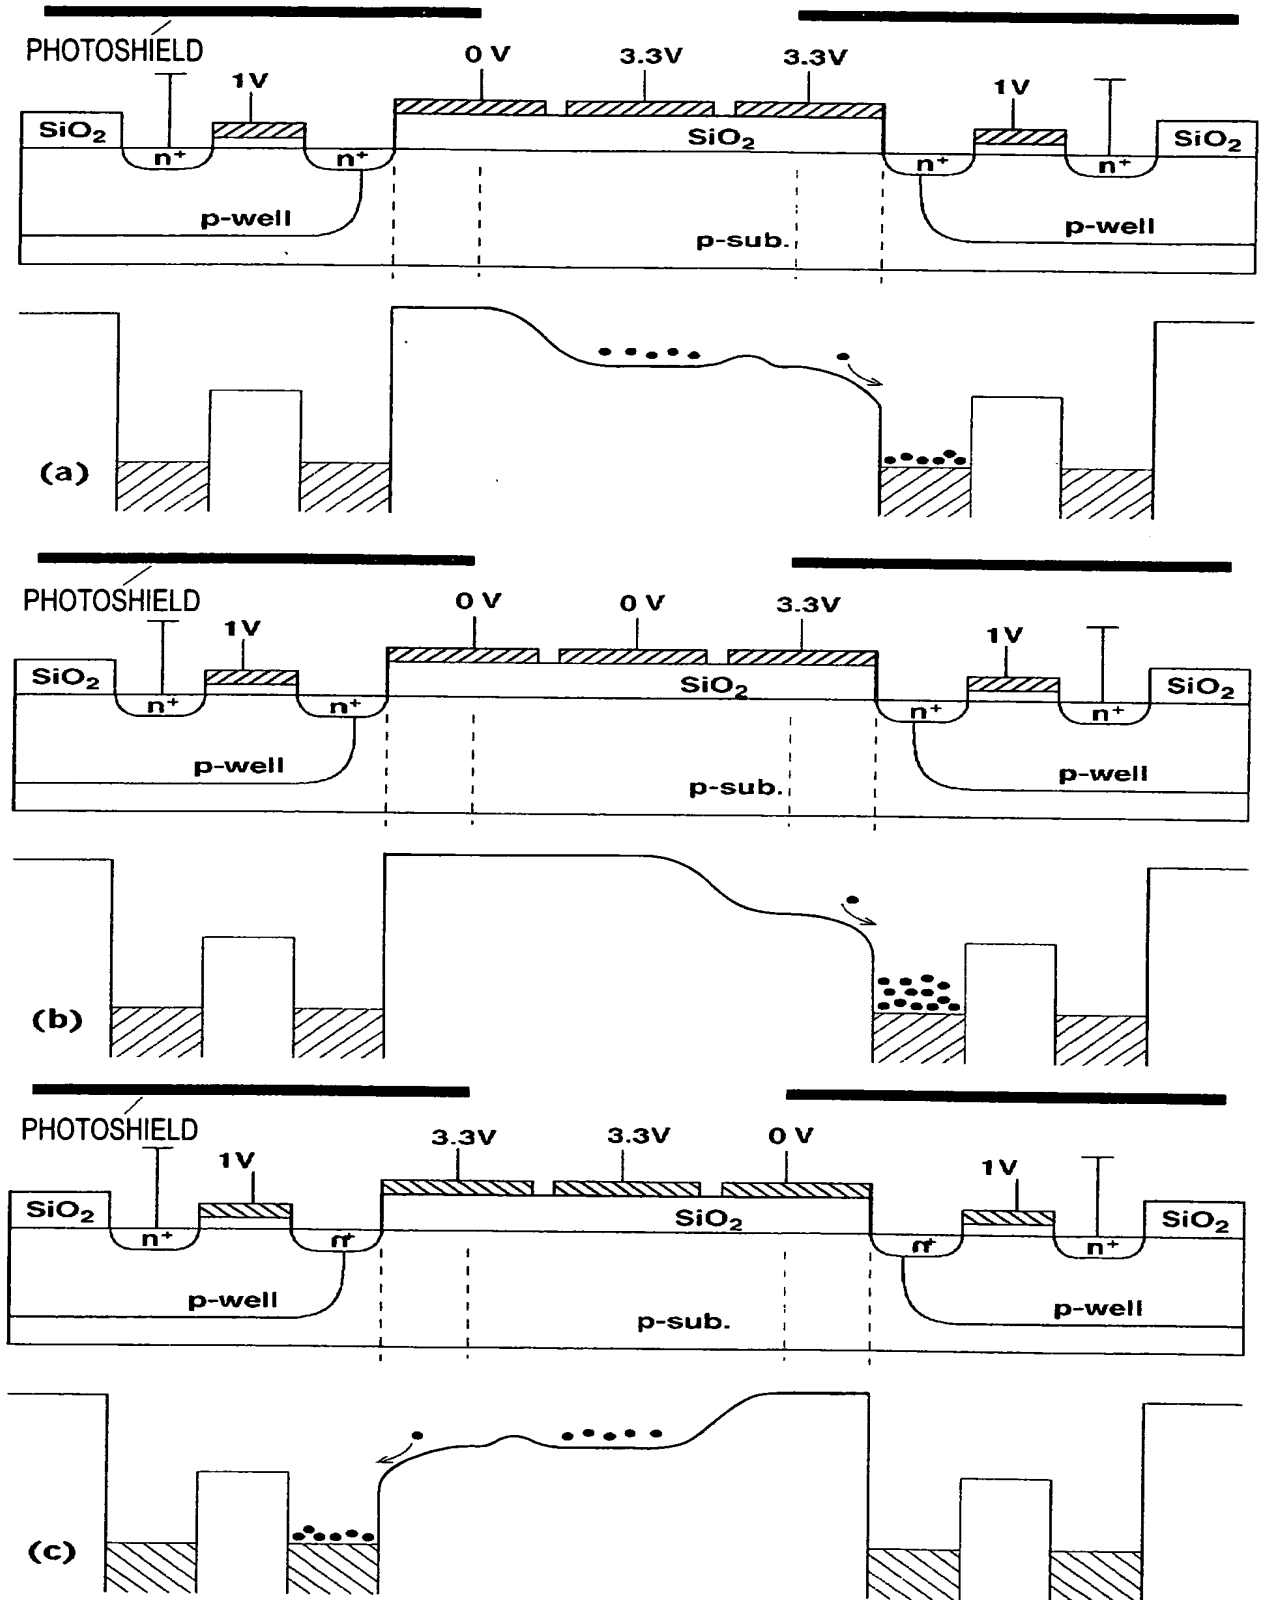 PHOTOSHIELD
0 V 3.3V 3.3V
1V 1V
SiO2 SiO2 SiO2
n+ n+ n+ n+
p-well p-sub. p-well
(a)
PHOTOSHIELD
0 V 0 V 3.3V
1V 1V
SiO2 SiO2 SiO2
n+ n+ n+ n+
p-well p-sub. p-well
(b)
PHOTOSHIELD
3.3V 3.3V 0 V
1V 1V
SiO2 SiO2 SiO2
n+ n+ n+ n+
p-well p-sub. p-well
(c)